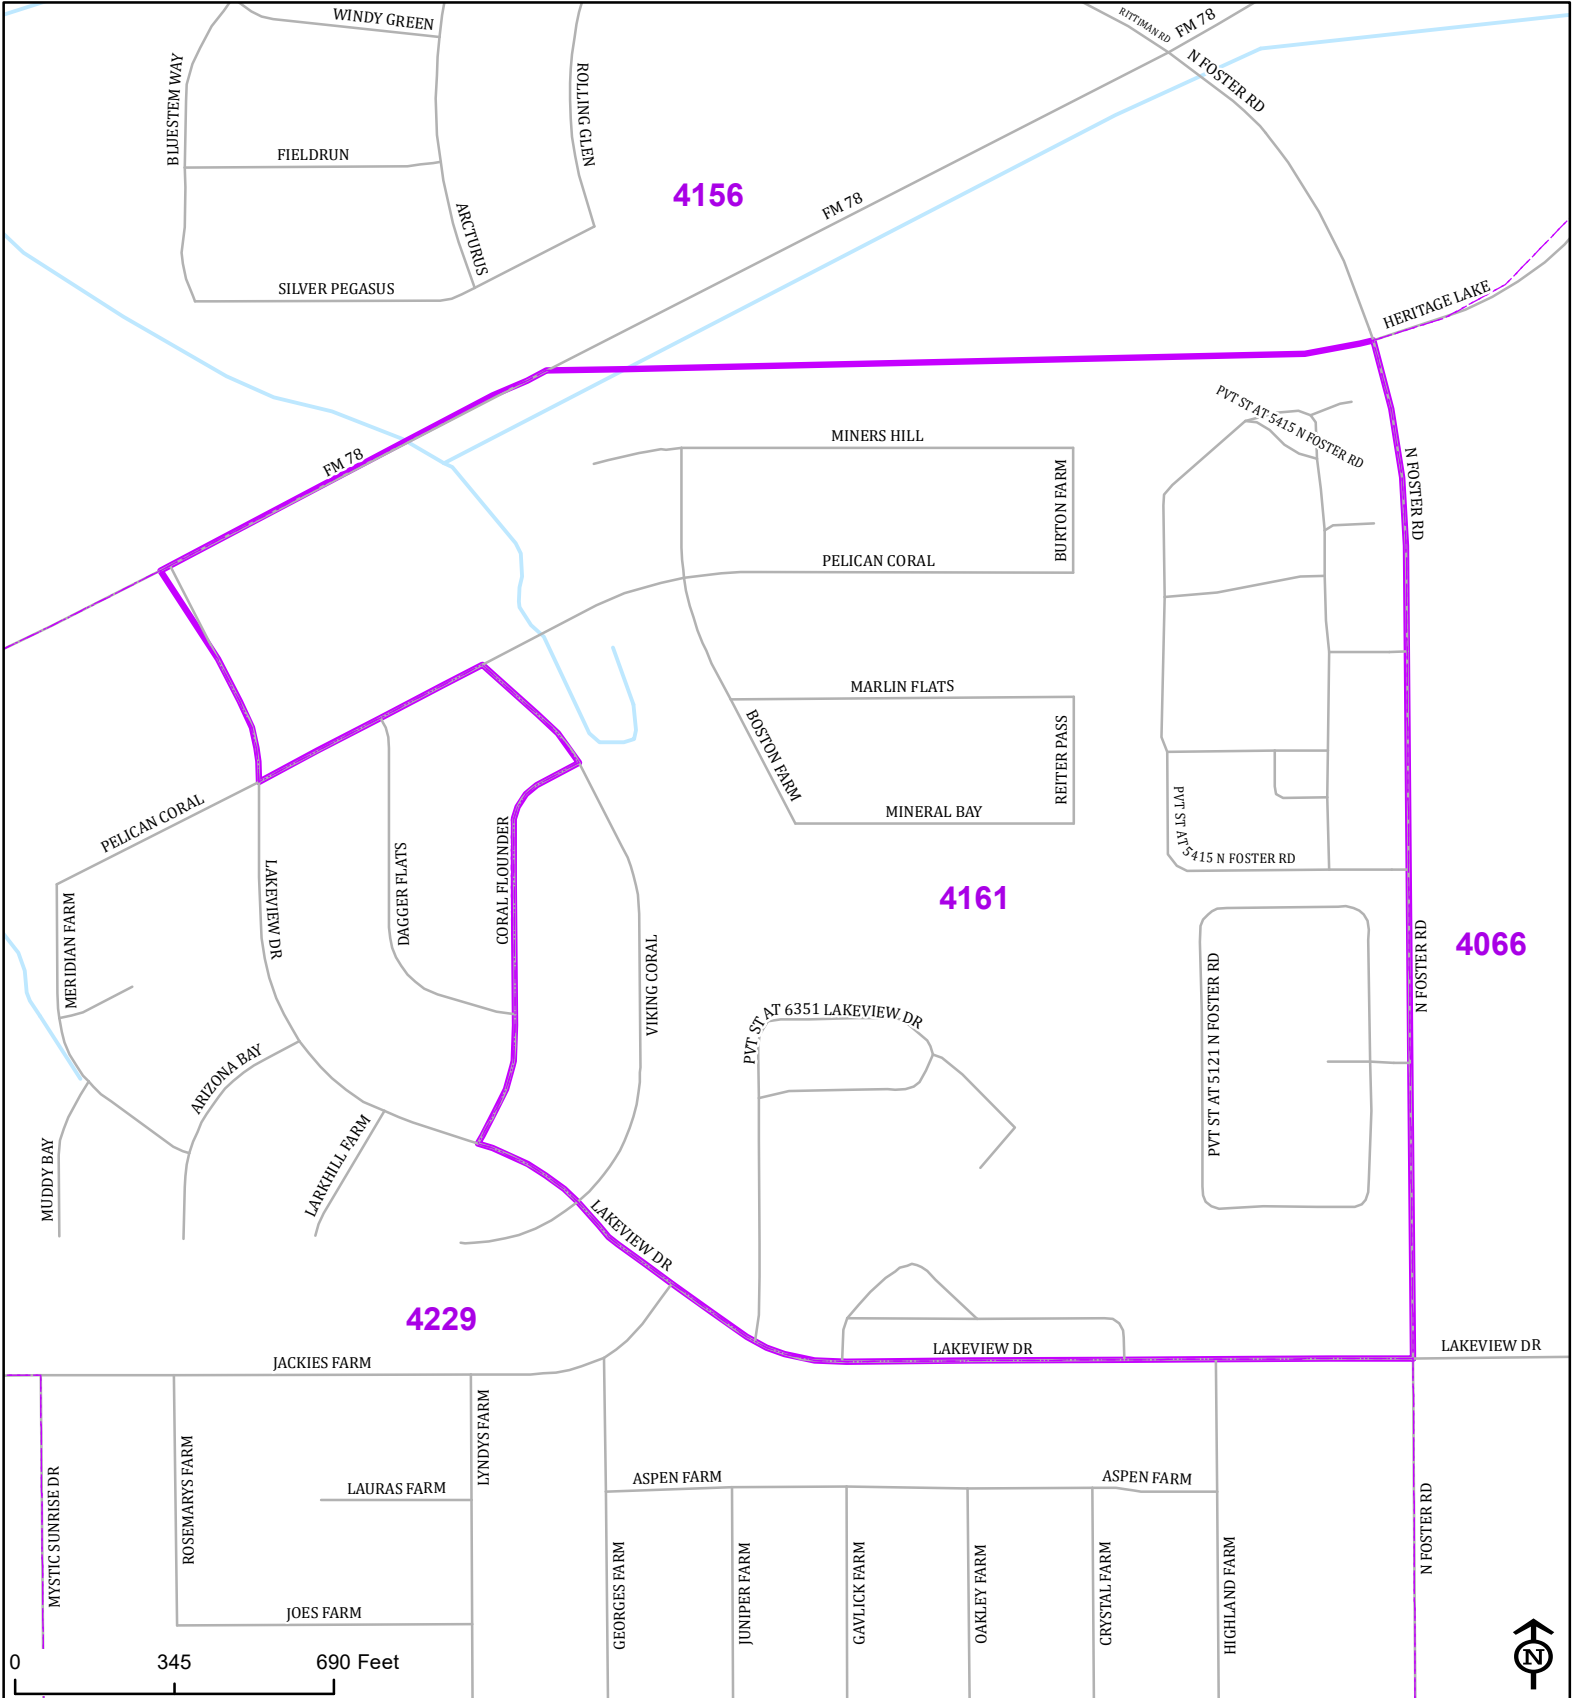 WINDY GREEN
RITTIMAN RD
FM 78
N FOSTER RD
BLUESTEM WAY
ROLLING GLEN
FIELDRUN
4156
FM 78
ARCTURUS
SILVER PEGASUS
HERITAGE LAKE
PVT ST AT 5415 N FOSTER RD
MINERS HILL
FM 78
BURTON FARM
N FOSTER RD
PELICAN CORAL
MARLIN FLATS
BOSTON FARM
REITER PASS
MINERAL BAY
PVT ST AT 5415 N FOSTER RD
PELICAN CORAL
LAKEVIEW DR
DAGGER FLATS
CORAL FLOUNDER
4161
MERIDIAN FARM
VIKING CORAL
4066
N FOSTER RD
PVT ST AT 6351 LAKEVIEW DR
PVT ST AT 5121 N FOSTER RD
ARIZONA BAY
LARKHILL FARM
MUDDY BAY
LAKEVIEW DR
4229
JACKIES FARM
LAKEVIEW DR
LAKEVIEW DR
LYNDYS FARM
ROSEMARYS FARM
MYSTIC SUNRISE DR
LAURAS FARM
ASPEN FARM
ASPEN FARM
N FOSTER RD
JOES FARM
GEORGES FARM
JUNIPER FARM
GAVLICK FARM
OAKLEY FARM
CRYSTAL FARM
HIGHLAND FARM
0 345 690 Feet
N